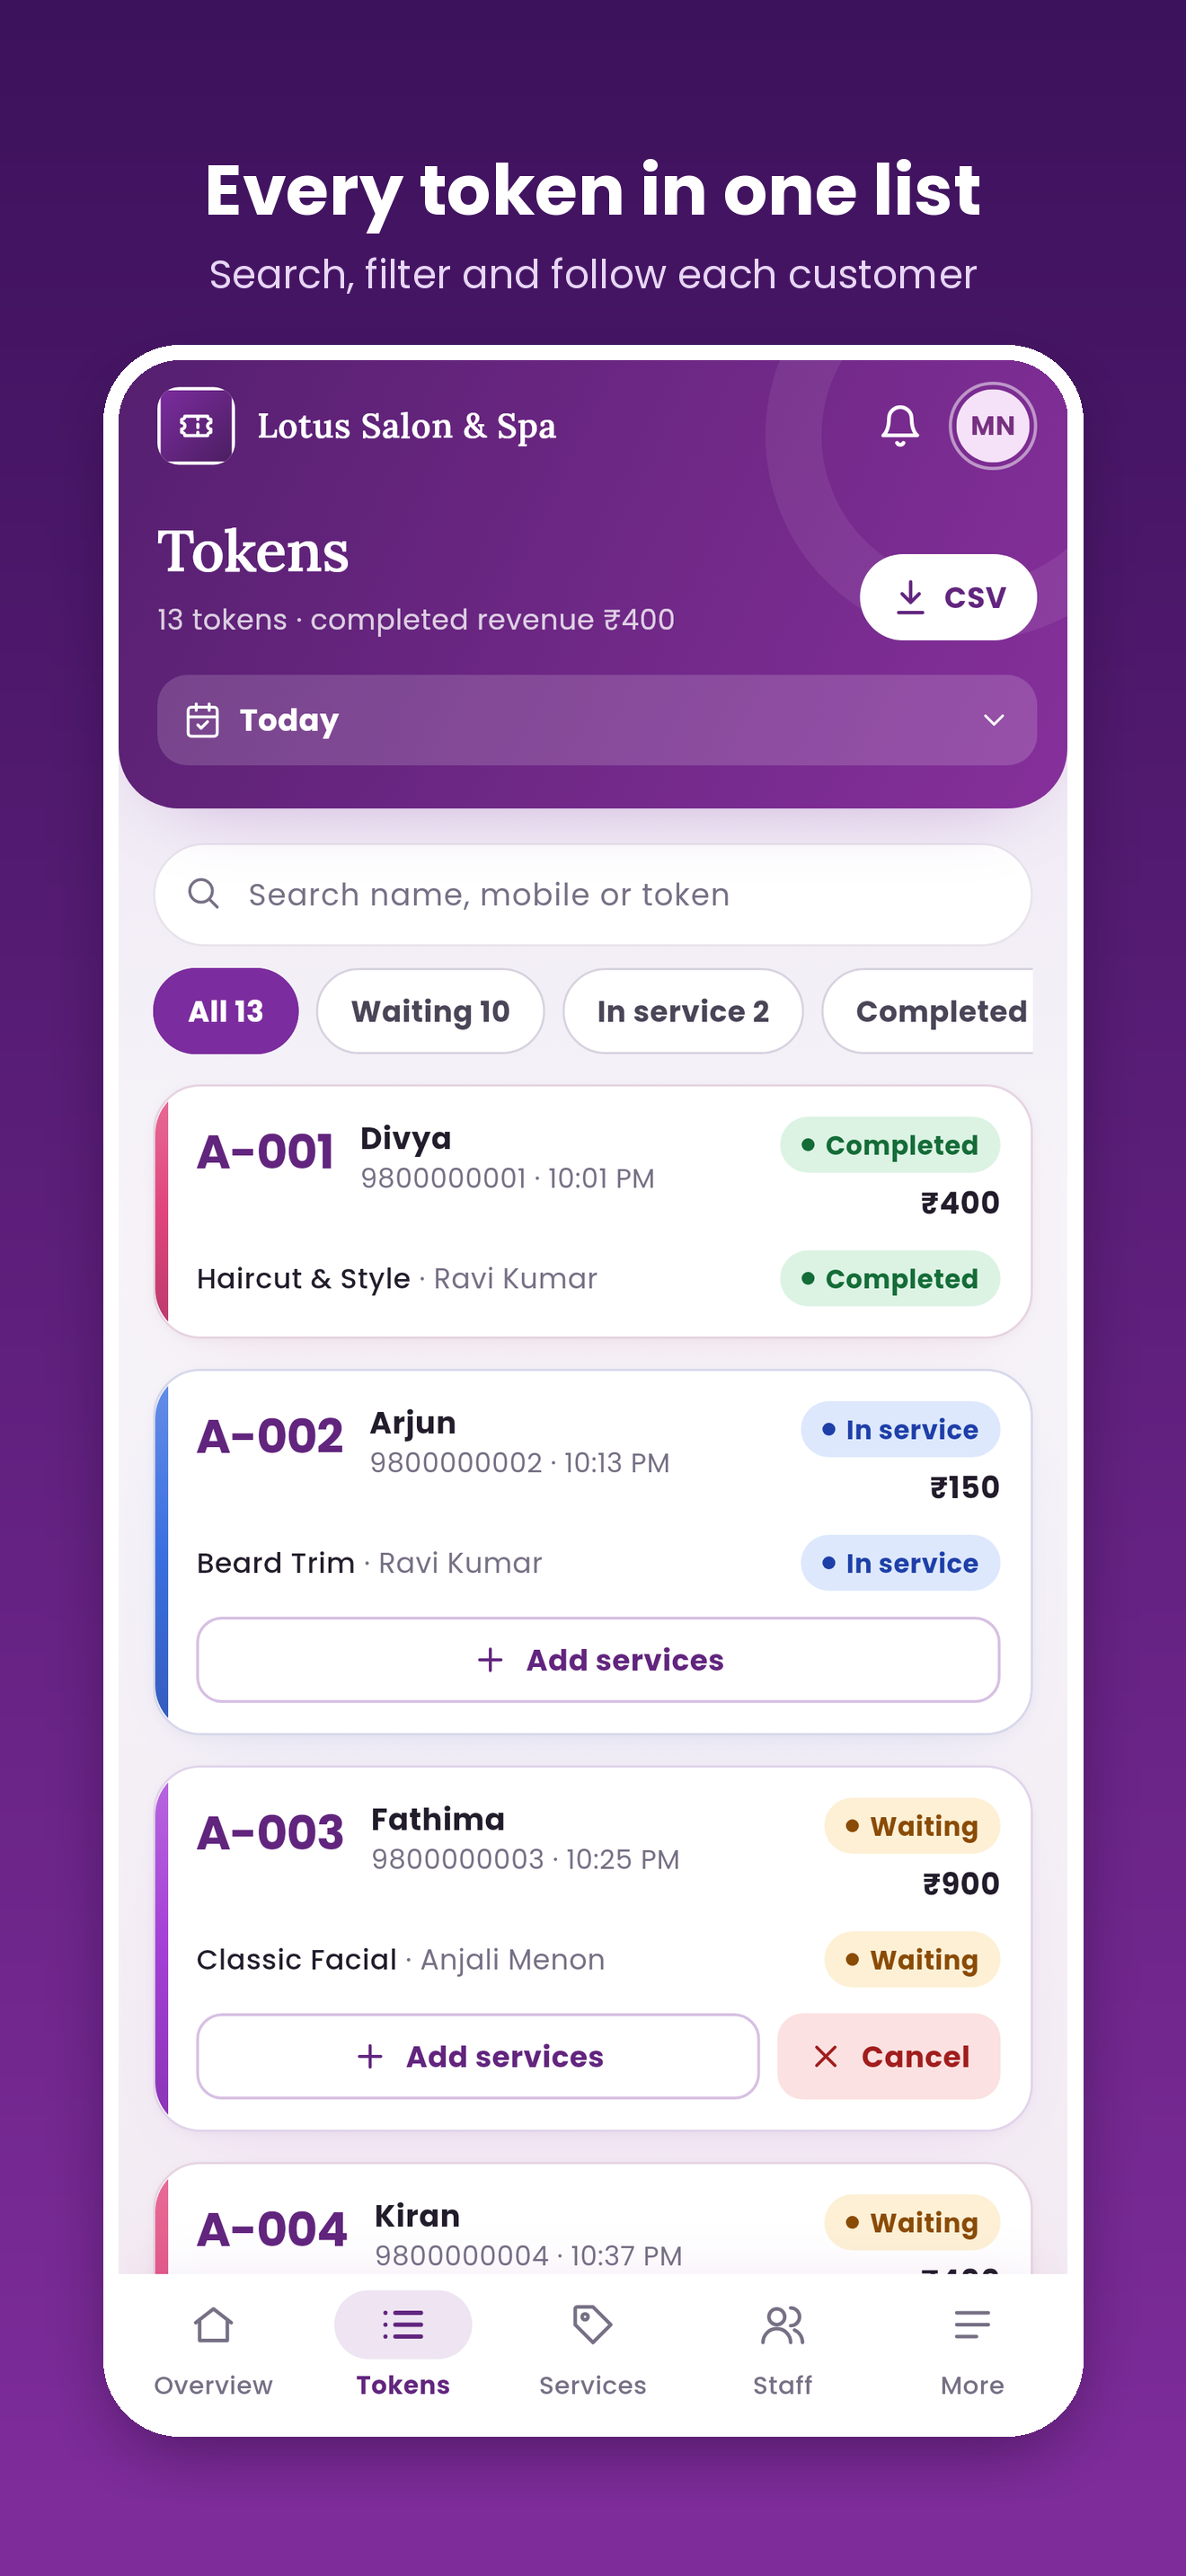 Every token in one list
Search, filter and follow each customer
Lotus Salon & Spa
MN
Tokens
13 tokens · completed revenue ₹400
CSV
Today
Search name, mobile or token
All 13
Waiting 10
In service 2
Completed
A-001
Divya
9800000001 · 10:01 PM
Completed
₹400
Haircut & Style · Ravi Kumar
Completed
A-002
Arjun
9800000002 · 10:13 PM
In service
₹150
Beard Trim · Ravi Kumar
In service
Add services
A-003
Fathima
9800000003 · 10:25 PM
Waiting
₹900
Classic Facial · Anjali Menon
Waiting
Add services
Cancel
A-004
Kiran
9800000004 · 10:37 PM
Waiting
Overview
Tokens
Services
Staff
More